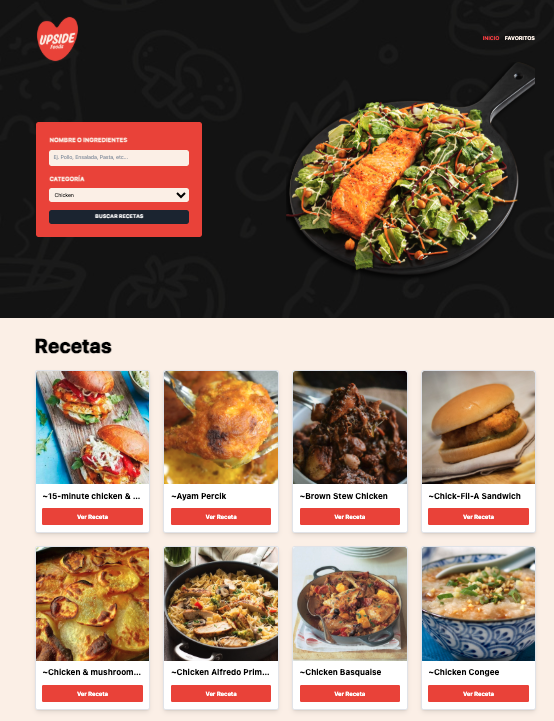 UPSIDE
Foods
INICIO FAVORITOS
NOMBRE O INGREDIENTES
Ej. Pollo, Ensalada, Pasta, etc...
CATEGORÍA
Chicken
BUSCAR RECETAS
Recetas
~15-minute chicken & ...
~Ayam Percik
~Brown Stew Chicken
~Chick-Fil-A Sandwich
Ver Receta
Ver Receta
Ver Receta
Ver Receta
~Chicken & mushroom...
~Chicken Alfredo Prim...
~Chicken Basquaise
~Chicken Congee
Ver Receta
Ver Receta
Ver Receta
Ver Receta